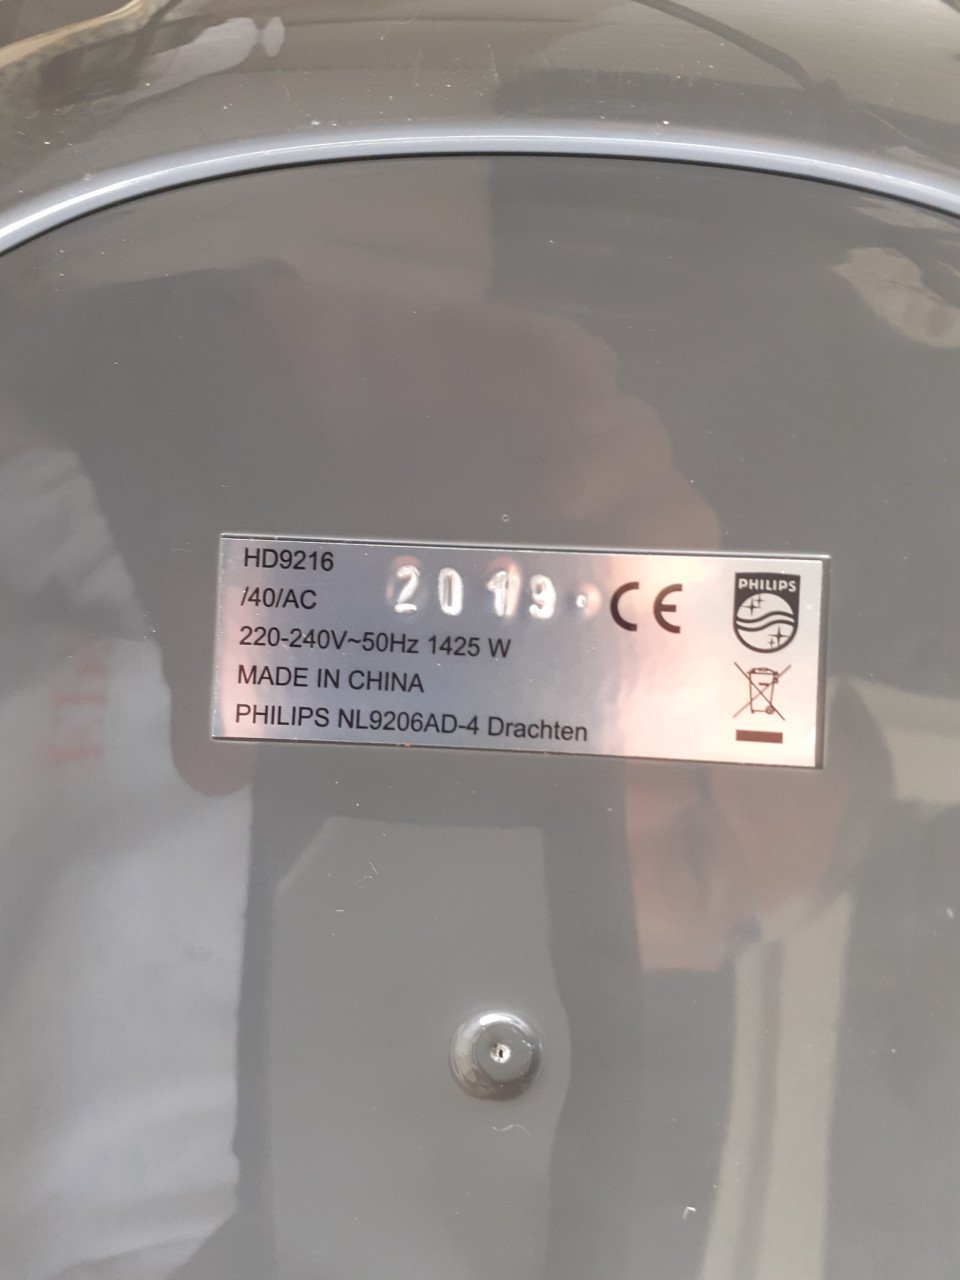 HD9216
/40/AC
2019.
CE
PHILIPS
220-240V~50Hz 1425 W
MADE IN CHINA
PHILIPS NL9206AD-4 Drachten